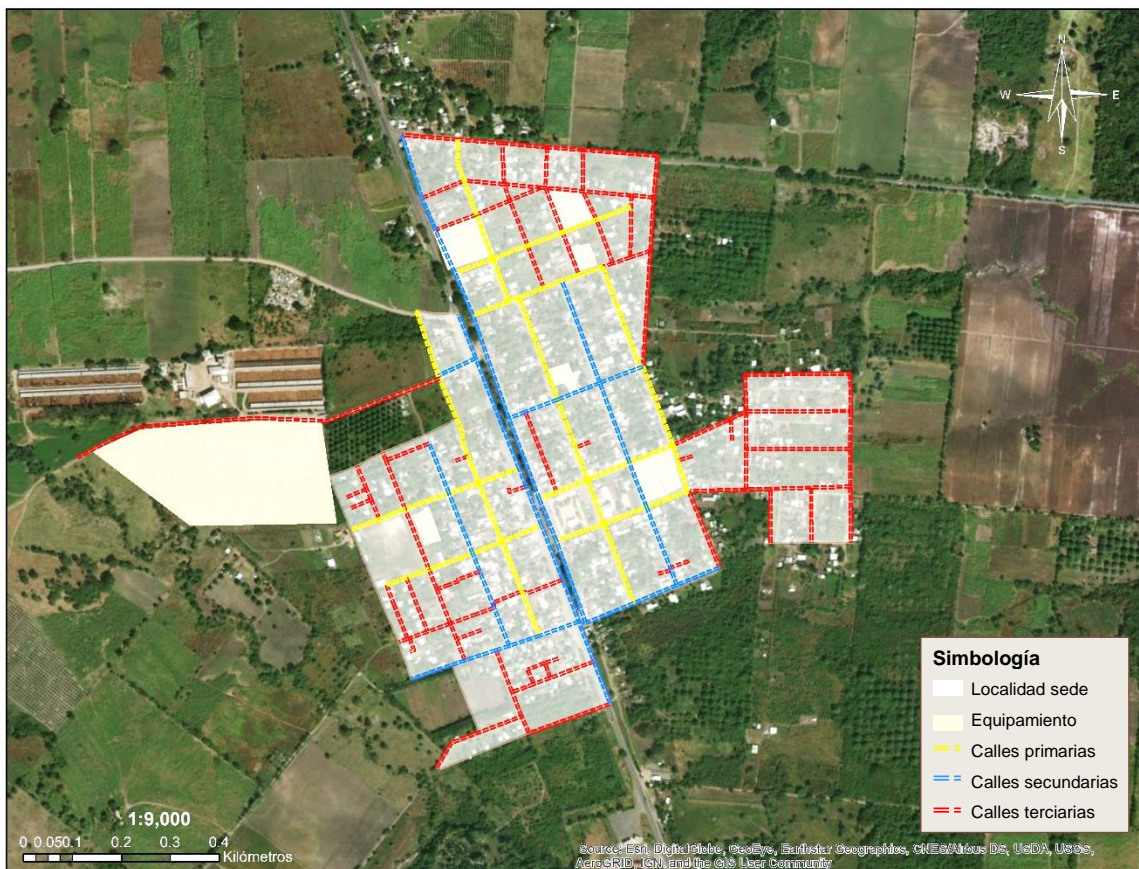 N
W E
S
Simbología
Localidad sede
Equipamiento
Calles primarias
Calles secundarias
Calles terciarias
1:9,000
0 0.050.1 0.2 0.3 0.4
Kilómetros
Source: Esri, DigitalGlobe, GeoEye, Earthstar Geographics, CNES/Airbus DS, USDA, USGS,
AeroGRID, IGN, and the GIS User Community